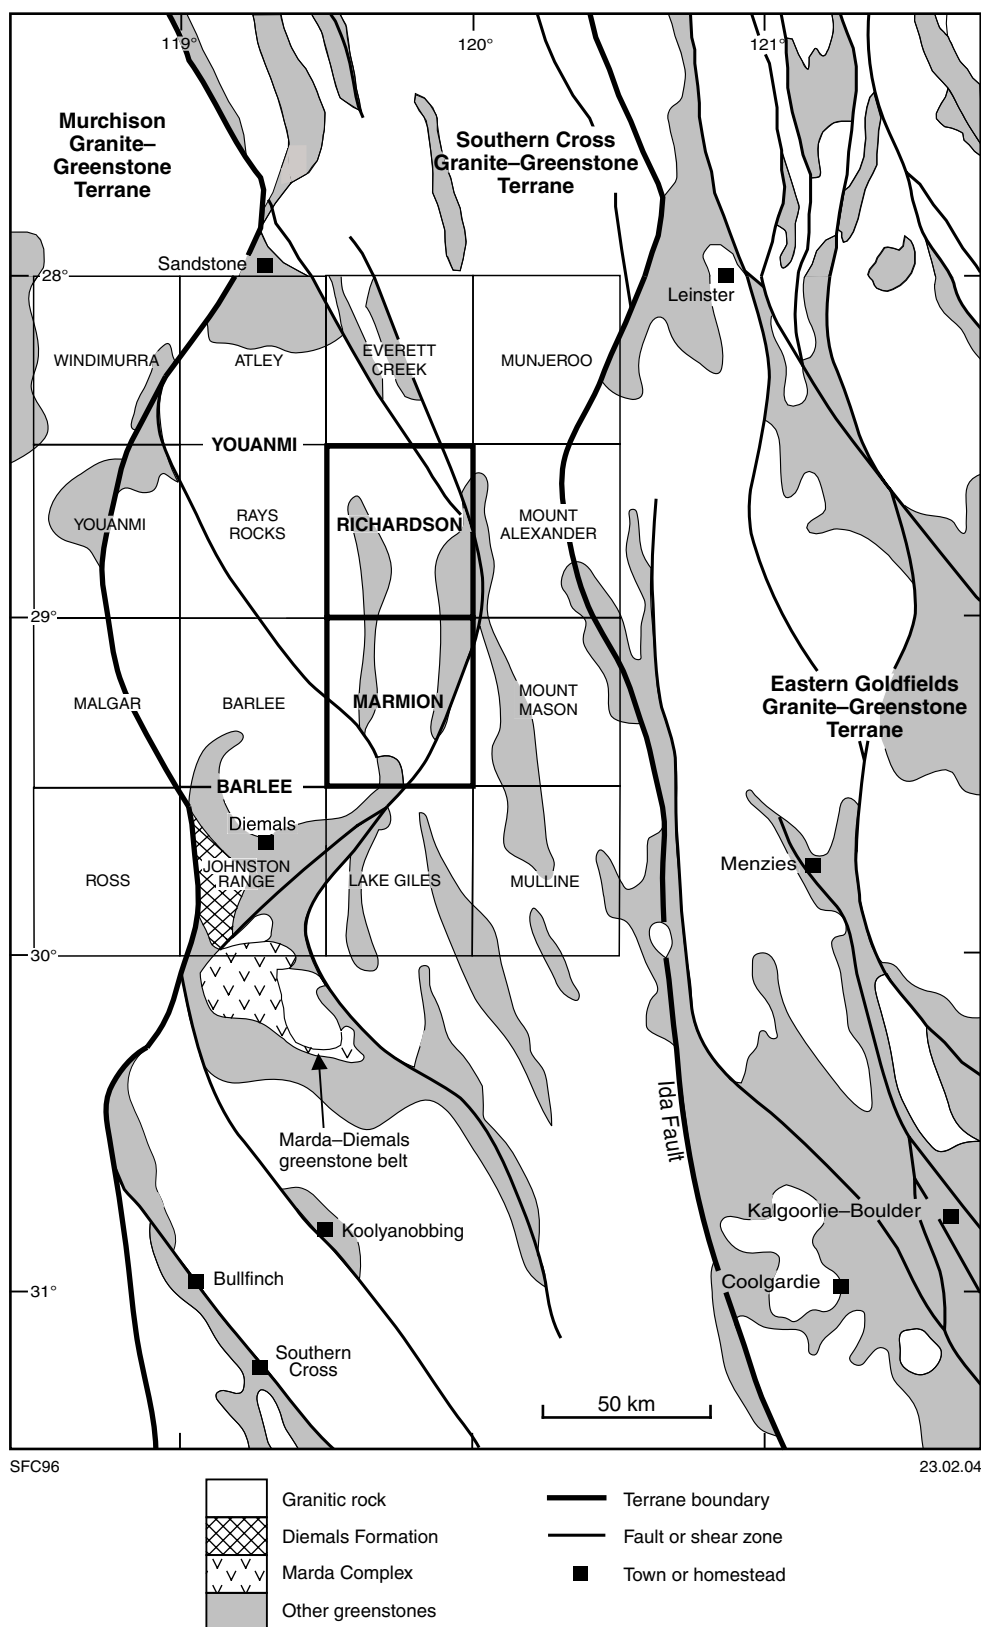 119°
120°
121°
Murchison
Granite–
Greenstone
Terrane
Southern Cross
Granite–Greenstone
Terrane
Sandstone
28°
Leinster
WINDIMURRA
ATLEY
EVERETT
CREEK
MUNJEROO
YOUANMI
YOUANMI
RAYS
ROCKS
RICHARDSON
MOUNT
ALEXANDER
29°
MALGAR
BARLEE
MARMION
MOUNT
MASON
Eastern Goldfields
Granite–Greenstone
Terrane
BARLEE
Diemals
ROSS
JOHNSTON
RANGE
LAKE GILES
MULLINE
Menzies
30°
Ida Fault
Marda–Diemals
greenstone belt
Koolyanobbing
Kalgoorlie–Boulder
Bullfinch
Coolgardie
31°
Southern
Cross
50 km
SFC96
23.02.04
Granitic rock
Diemals Formation
Marda Complex
Other greenstones
Terrane boundary
Fault or shear zone
Town or homestead